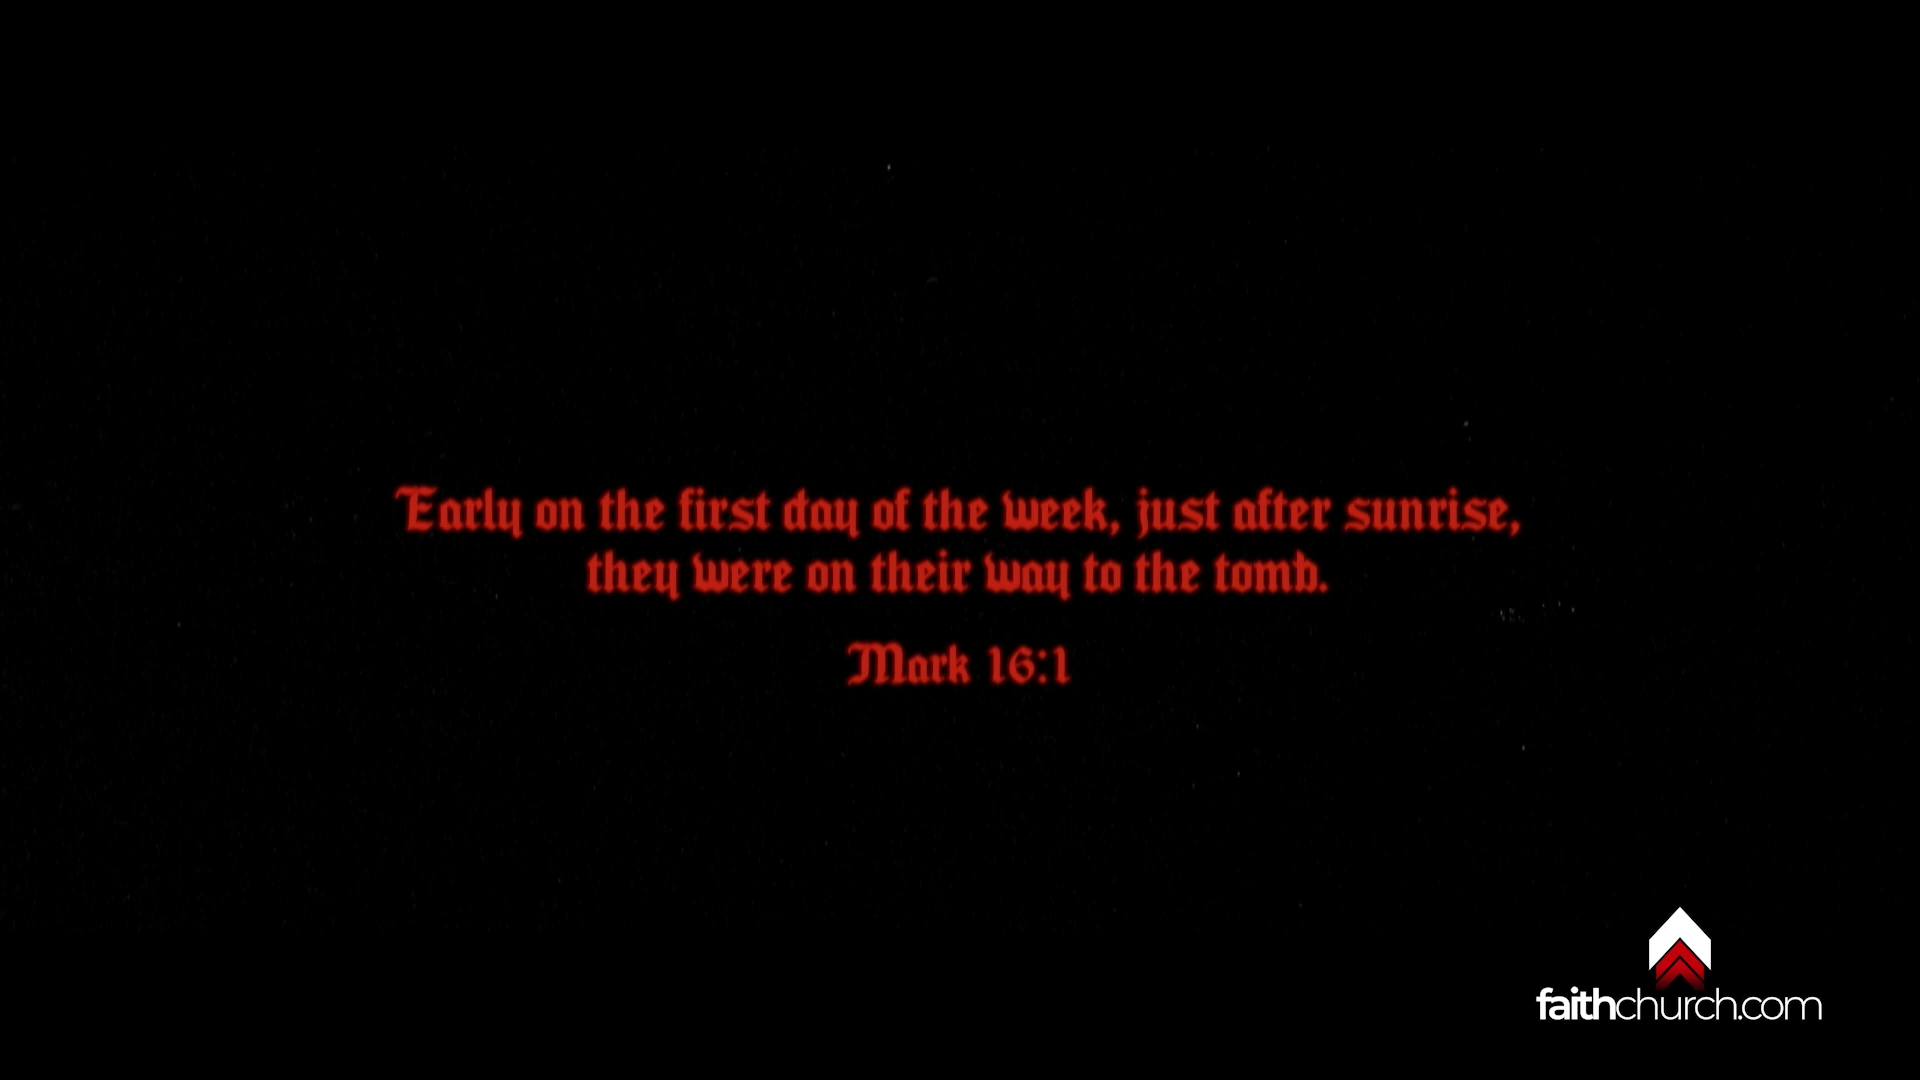 Early on the first day of the week, just after sunrise,
they were on their way to the tomb.
Mark 16:1
faithchurch.com